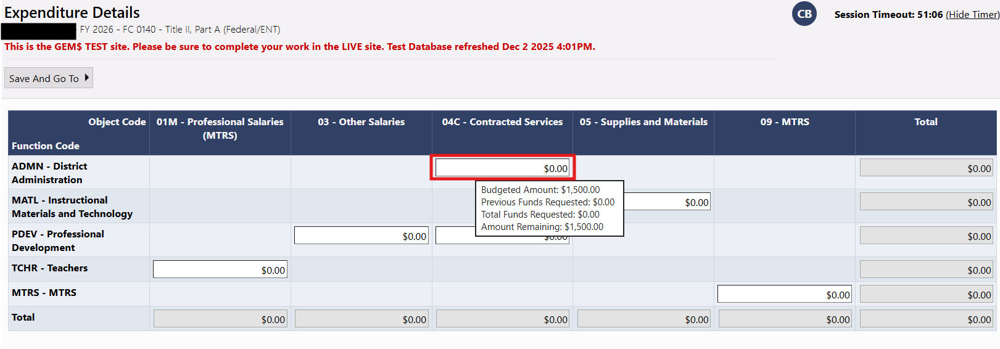 Expenditure Details
CB
Session Timeout: 51:06 (Hide Timer)
- FY 2026 - FC 0140 - Title II, Part A (Federal/ENT)
This is the GEM$ TEST site. Please be sure to complete your work in the LIVE site. Test Database refreshed Dec 2 2025 4:01PM.
Save And Go To
Object Code
Function Code
01M - Professional Salaries
(MTRS)
03 - Other Salaries
04C - Contracted Services
05 - Supplies and Materials
09 - MTRS
Total
ADMN - District
Administration
$0.00
$0.00
Budgeted Amount: $1,500.00
Previous Funds Requested: $0.00
Total Funds Requested: $0.00
Amount Remaining: $1,500.00
MATL - Instructional
Materials and Technology
$0.00
$0.00
PDEV - Professional
Development
$0.00
$0.00
$0.00
TCHR - Teachers
$0.00
$0.00
MTRS - MTRS
$0.00
$0.00
Total
$0.00
$0.00
$0.00
$0.00
$0.00
$0.00